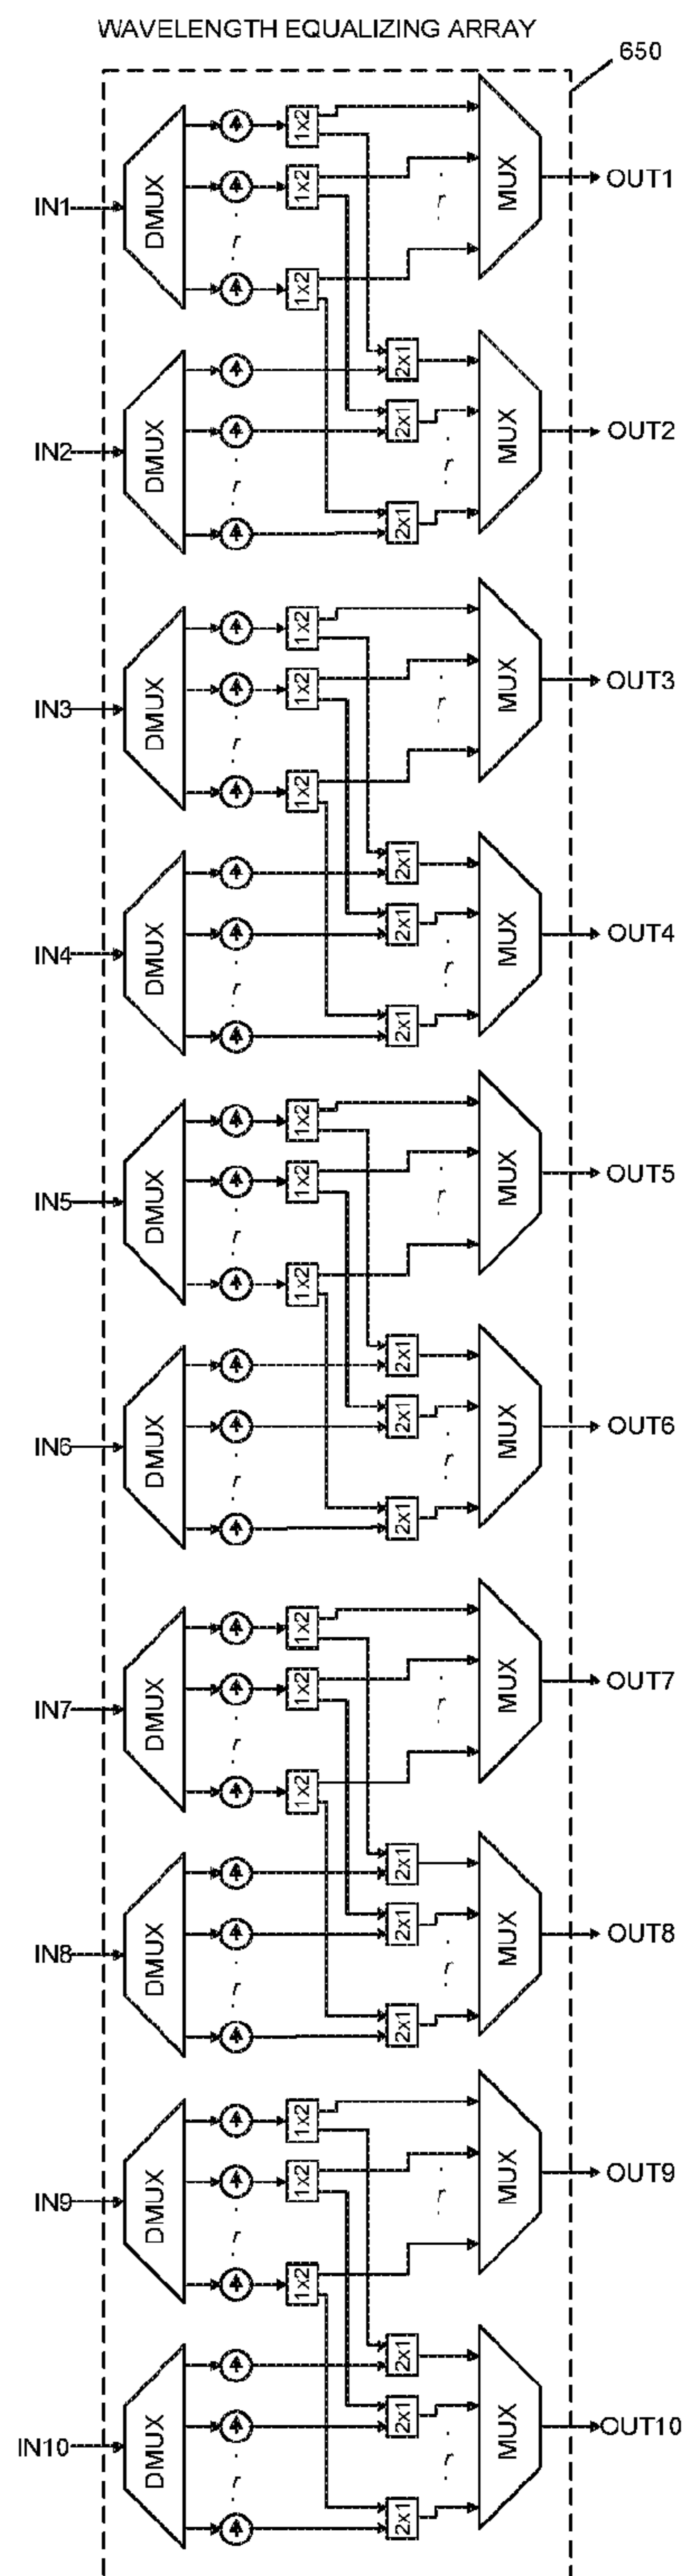 WAVELENGTH EQUALIZING ARRAY
650
IN1
DMUX
r
1x2
1x2
1x2
r
MUX
OUT1
IN2
DMUX
r
2x1
2x1
2x1
r
MUX
OUT2
IN3
DMUX
r
1x2
1x2
1x2
r
MUX
OUT3
IN4
DMUX
r
2x1
2x1
2x1
r
MUX
OUT4
IN5
DMUX
r
1x2
1x2
1x2
r
MUX
OUT5
IN6
DMUX
r
2x1
2x1
2x1
r
MUX
OUT6
IN7
DMUX
r
1x2
1x2
1x2
r
MUX
OUT7
IN8
DMUX
r
2x1
2x1
2x1
r
MUX
OUT8
IN9
DMUX
r
1x2
1x2
1x2
r
MUX
OUT9
IN10
DMUX
r
2x1
2x1
2x1
r
MUX
OUT10